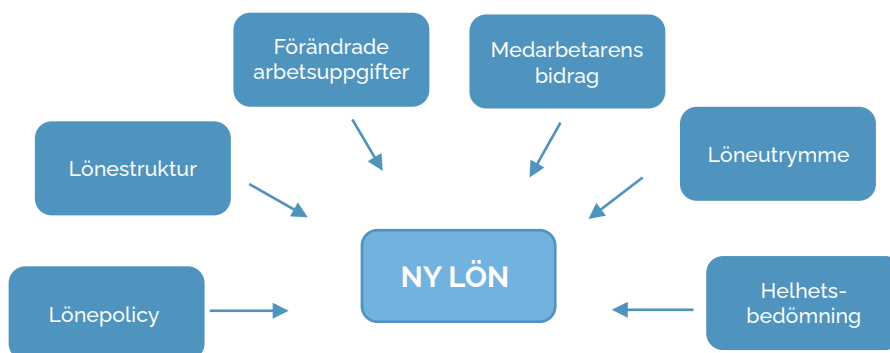 Förändrade
arbetsuppgifter
Medarbetarens
bidrag
Lönestruktur
Löneutrymme
NY LÖN
Lönepolicy
Helhets-
bedömning